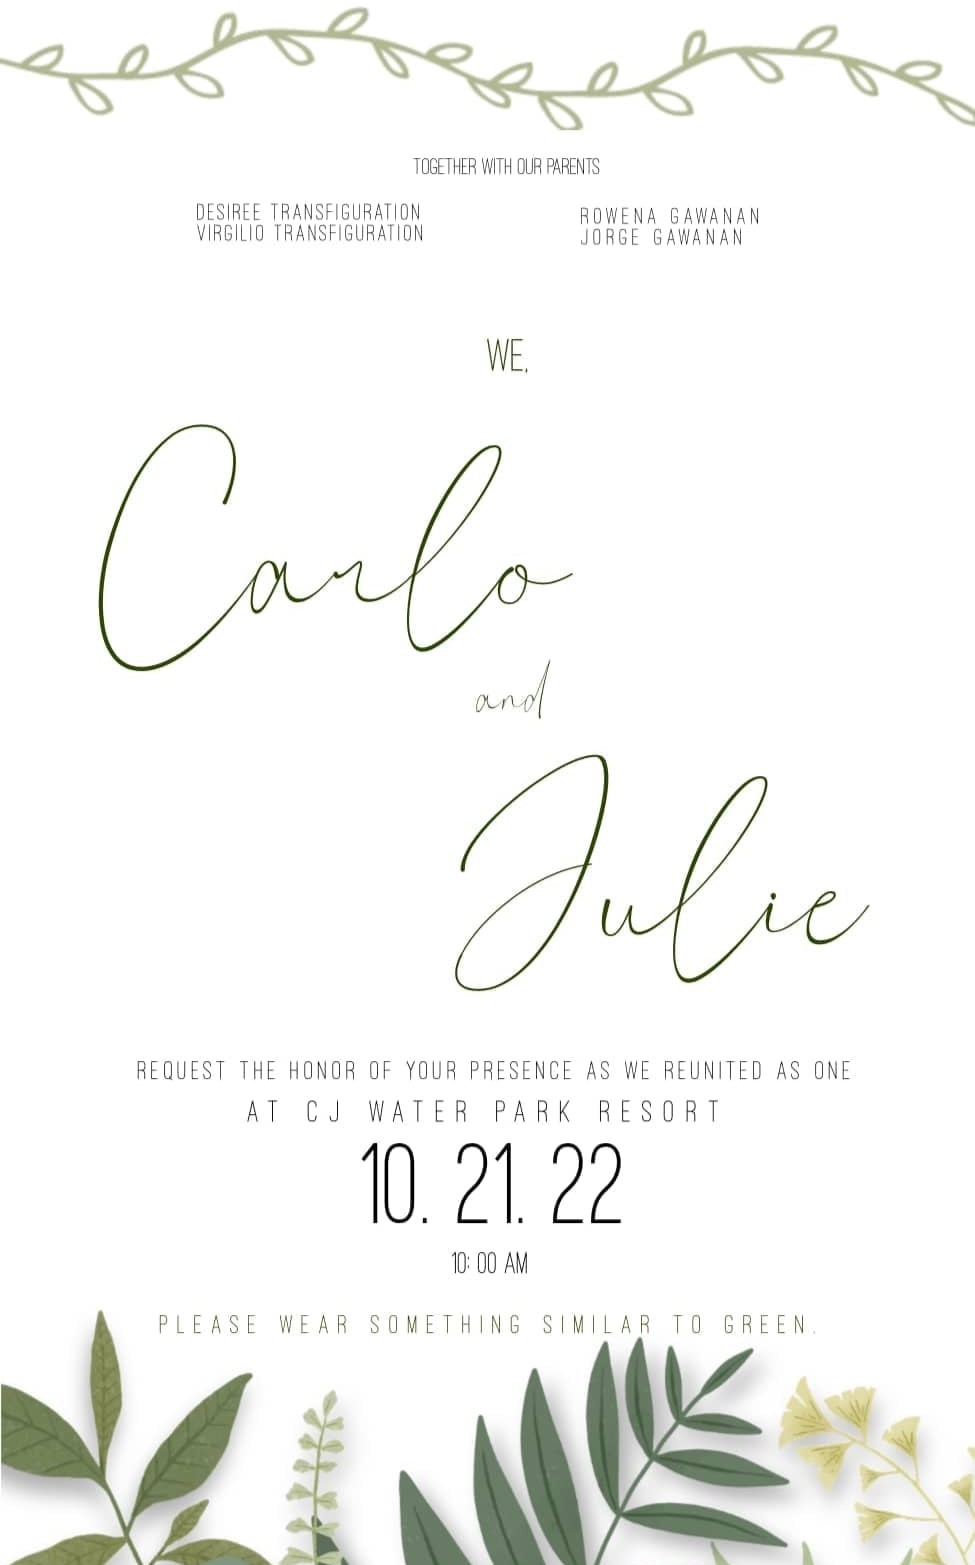 TOGETHER WITH OUR PARENTS
DESIREE TRANSFIGURATION
VIRGILIO TRANSFIGURATION
ROWENA GAWANAN
JORGE GAWANAN
WE,
Carlo
and
Julie
REQUEST THE HONOR OF YOUR PRESENCE AS WE REUNITED AS ONE
AT CJ WATER PARK RESORT
10. 21. 22
10: 00 AM
PLEASE WEAR SOMETHING SIMILAR TO GREEN.